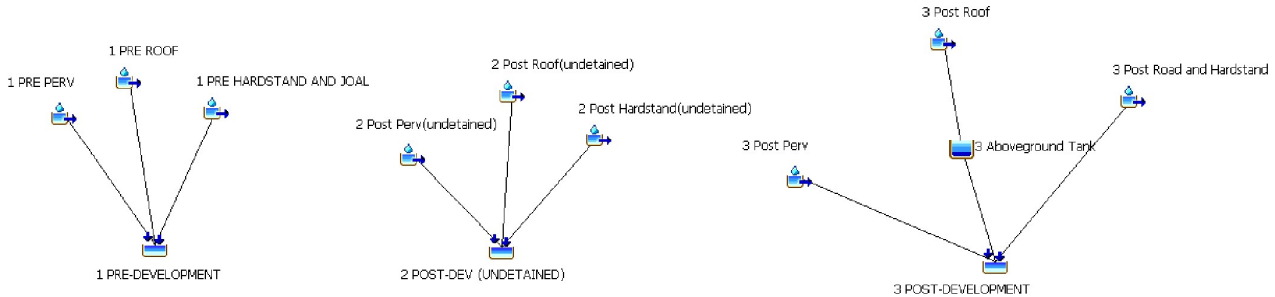 1 PRE ROOF
1 PRE PERV
1 PRE HARDSTAND AND JOAL
1 PRE-DEVELOPMENT
2 Post Roof(undetained)
2 Post Perv(undetained)
2 Post Hardstand(undetained)
2 POST-DEV (UNDETAINED)
3 Post Roof
3 Post Road and Hardstand
3 Post Perv
3 Aboveground Tank
3 POST-DEVELOPMENT